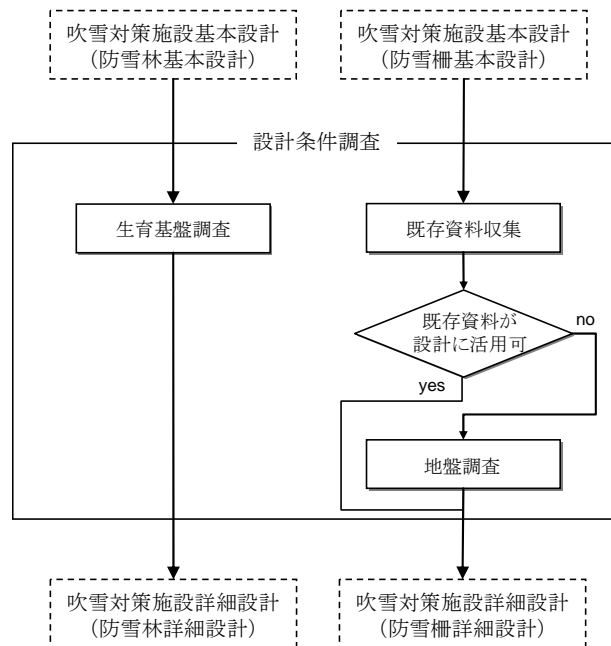 吹雪対策施設基本設計
（防雪林基本設計）
吹雪対策施設基本設計
（防雪柵基本設計）
設計条件調査
生育基盤調査
既存資料収集
既存資料が
設計に活用可
no
yes
地盤調査
吹雪対策施設詳細設計
（防雪林詳細設計）
吹雪対策施設詳細設計
（防雪柵詳細設計）